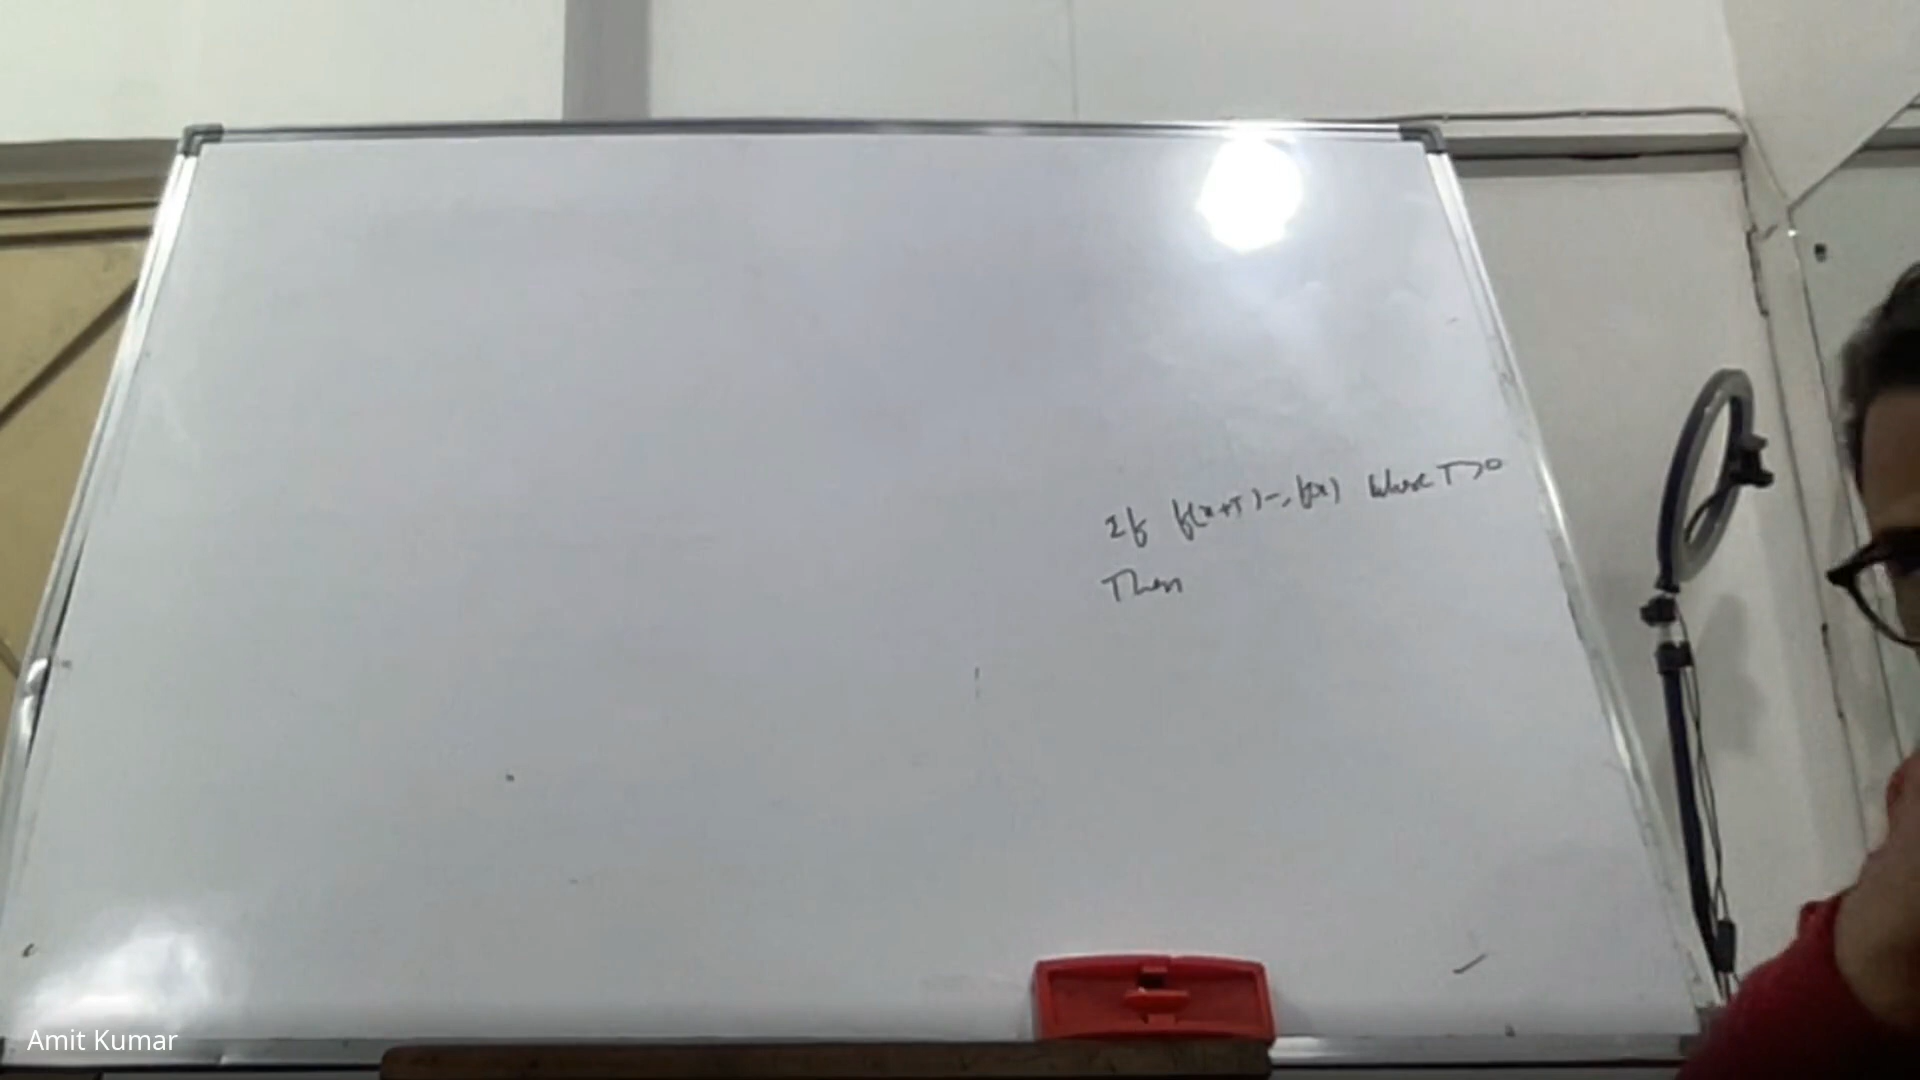 If f(x+T) = f(x) where T>0
Then
Amit Kumar